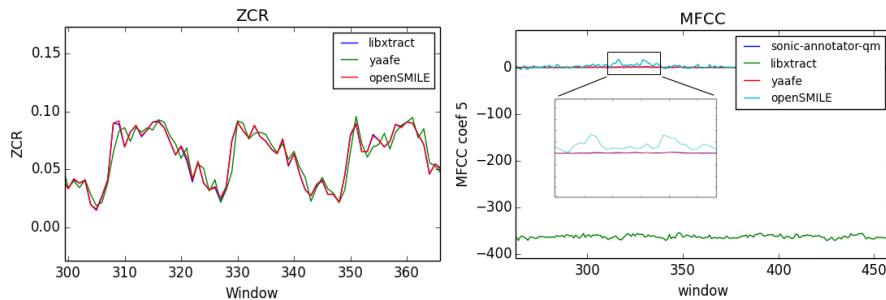 ZCR
0.15
0.10
0.05
0.00
ZCR
300 310 320 330 340 350 360
Window
libxtract
yaafe
openSMILE
MFCC
0
−100
−200
−300
−400
MFCC coef 5
300 350 400 450
window
sonic-annotator-qm
libxtract
yaafe
openSMILE